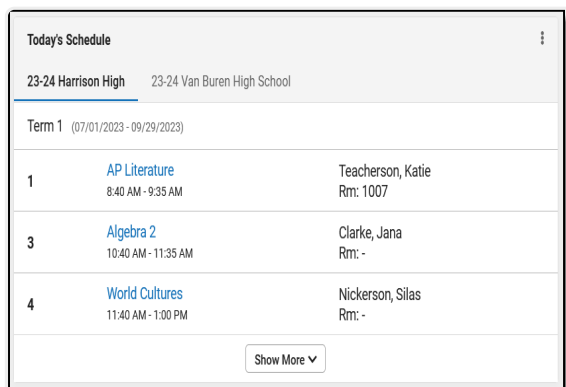 Today's Schedule
23-24 Harrison High 23-24 Van Buren High School
Term 1 (07/01/2023 - 09/29/2023)
1 AP Literature Teacherson, Katie
8:40 AM - 9:35 AM Rm: 1007
3 Algebra 2 Clarke, Jana
10:40 AM - 11:35 AM Rm: -
4 World Cultures Nickerson, Silas
11:40 AM - 1:00 PM Rm: -
Show More